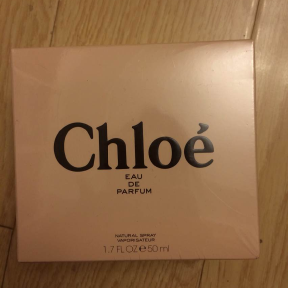 Chloé
EAU
DE
PARFUM
NATURAL SPRAY
VAPORISATEUR
1.7 FL OZ ℮ 50 ml